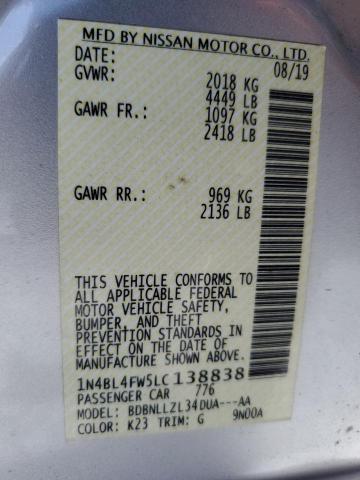 MFD BY NISSAN MOTOR CO., LTD.
DATE: 08/19
GVWR: 2018 KG
4449 LB
GAWR FR.: 1097 KG
2418 LB
GAWR RR.: 969 KG
2136 LB
THIS VEHICLE CONFORMS TO
ALL APPLICABLE FEDERAL
MOTOR VEHICLE SAFETY,
BUMPER, AND THEFT
PREVENTION STANDARDS IN
EFFECT ON THE DATE OF
MANUFACTURE SHOWN ABOVE.
1N4BL4FW5LC138838
PASSENGER CAR 776
MODEL: BDBNLLZL34DUA---AA
COLOR: K23 TRIM: G 9N00A